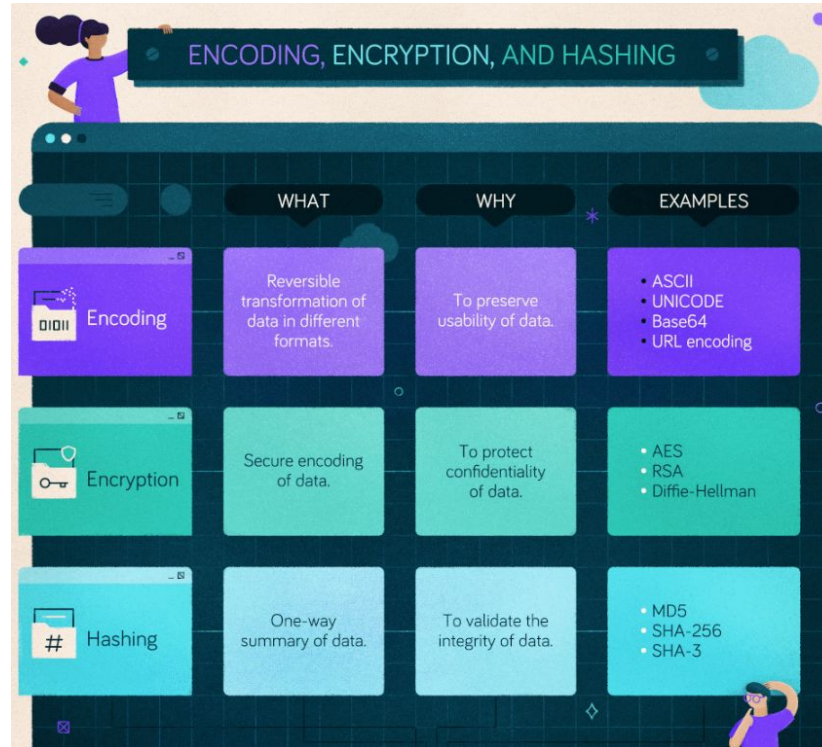 ENCODING, ENCRYPTION, AND HASHING
WHAT
WHY
EXAMPLES
01011
Encoding
Reversible
transformation of
data in different
formats.
To preserve
usability of data.
• ASCII
• UNICODE
• Base64
• URL encoding
Encryption
Secure encoding
of data.
To protect
confidentiality
of data.
• AES
• RSA
• Diffie-Hellman
#
Hashing
One-way
summary of data.
To validate the
integrity of data.
• MD5
• SHA-256
• SHA-3